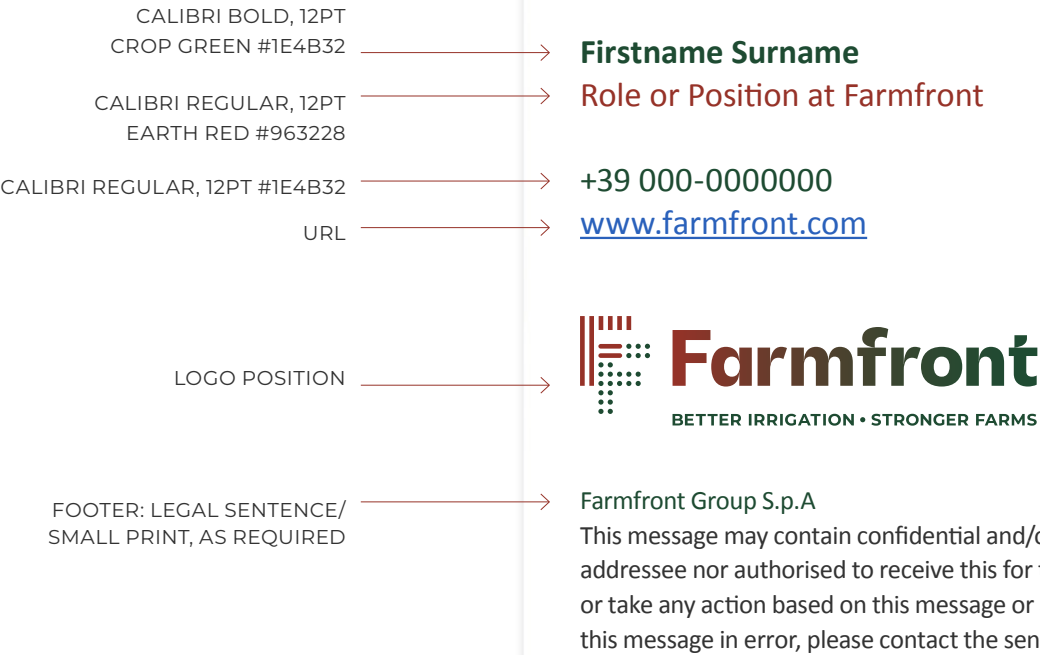 CALIBRI BOLD, 12PT
CROP GREEN #1E4B32
CALIBRI REGULAR, 12PT
EARTH RED #963228
CALIBRI REGULAR, 12PT #1E4B32
URL
LOGO POSITION
FOOTER: LEGAL SENTENCE/
SMALL PRINT, AS REQUIRED
Firstname Surname
Role or Position at Farmfront
+39 000-0000000
www.farmfront.com
Farmfront
BETTER IRRIGATION • STRONGER FARMS
Farmfront Group S.p.A
This message may contain confidential and/
addressee nor authorised to receive this for
or take any action based on this message or
this message in error, please contact the